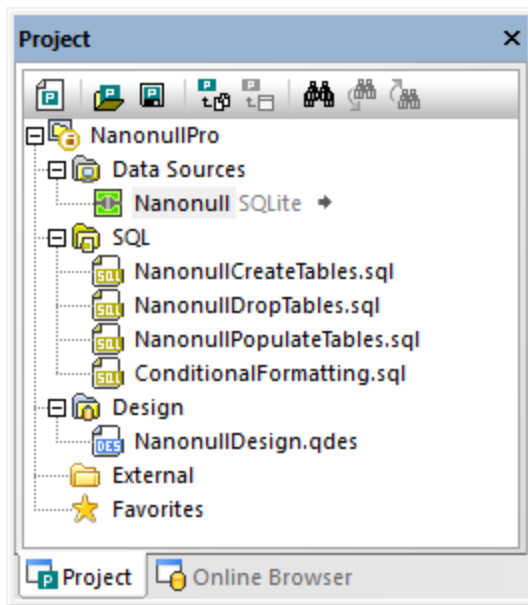 Project
NanonullPro
Data Sources
Nanonull SQLite
SQL
NanonullCreateTables.sql
NanonullDropTables.sql
NanonullPopulateTables.sql
ConditionalFormatting.sql
Design
NanonullDesign.qdes
External
Favorites
Project Online Browser